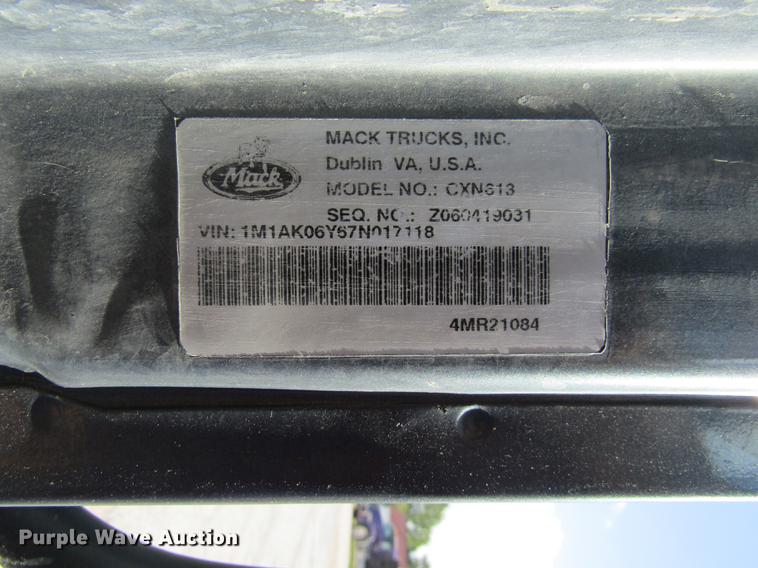 MACK TRUCKS, INC.
Dublin VA, U.S.A.
Mack
MODEL NO.: CXN613
SEQ. NO.: Z060419031
VIN: 1M1AK06Y67N017118
4MR21084
Purple Wave Auction